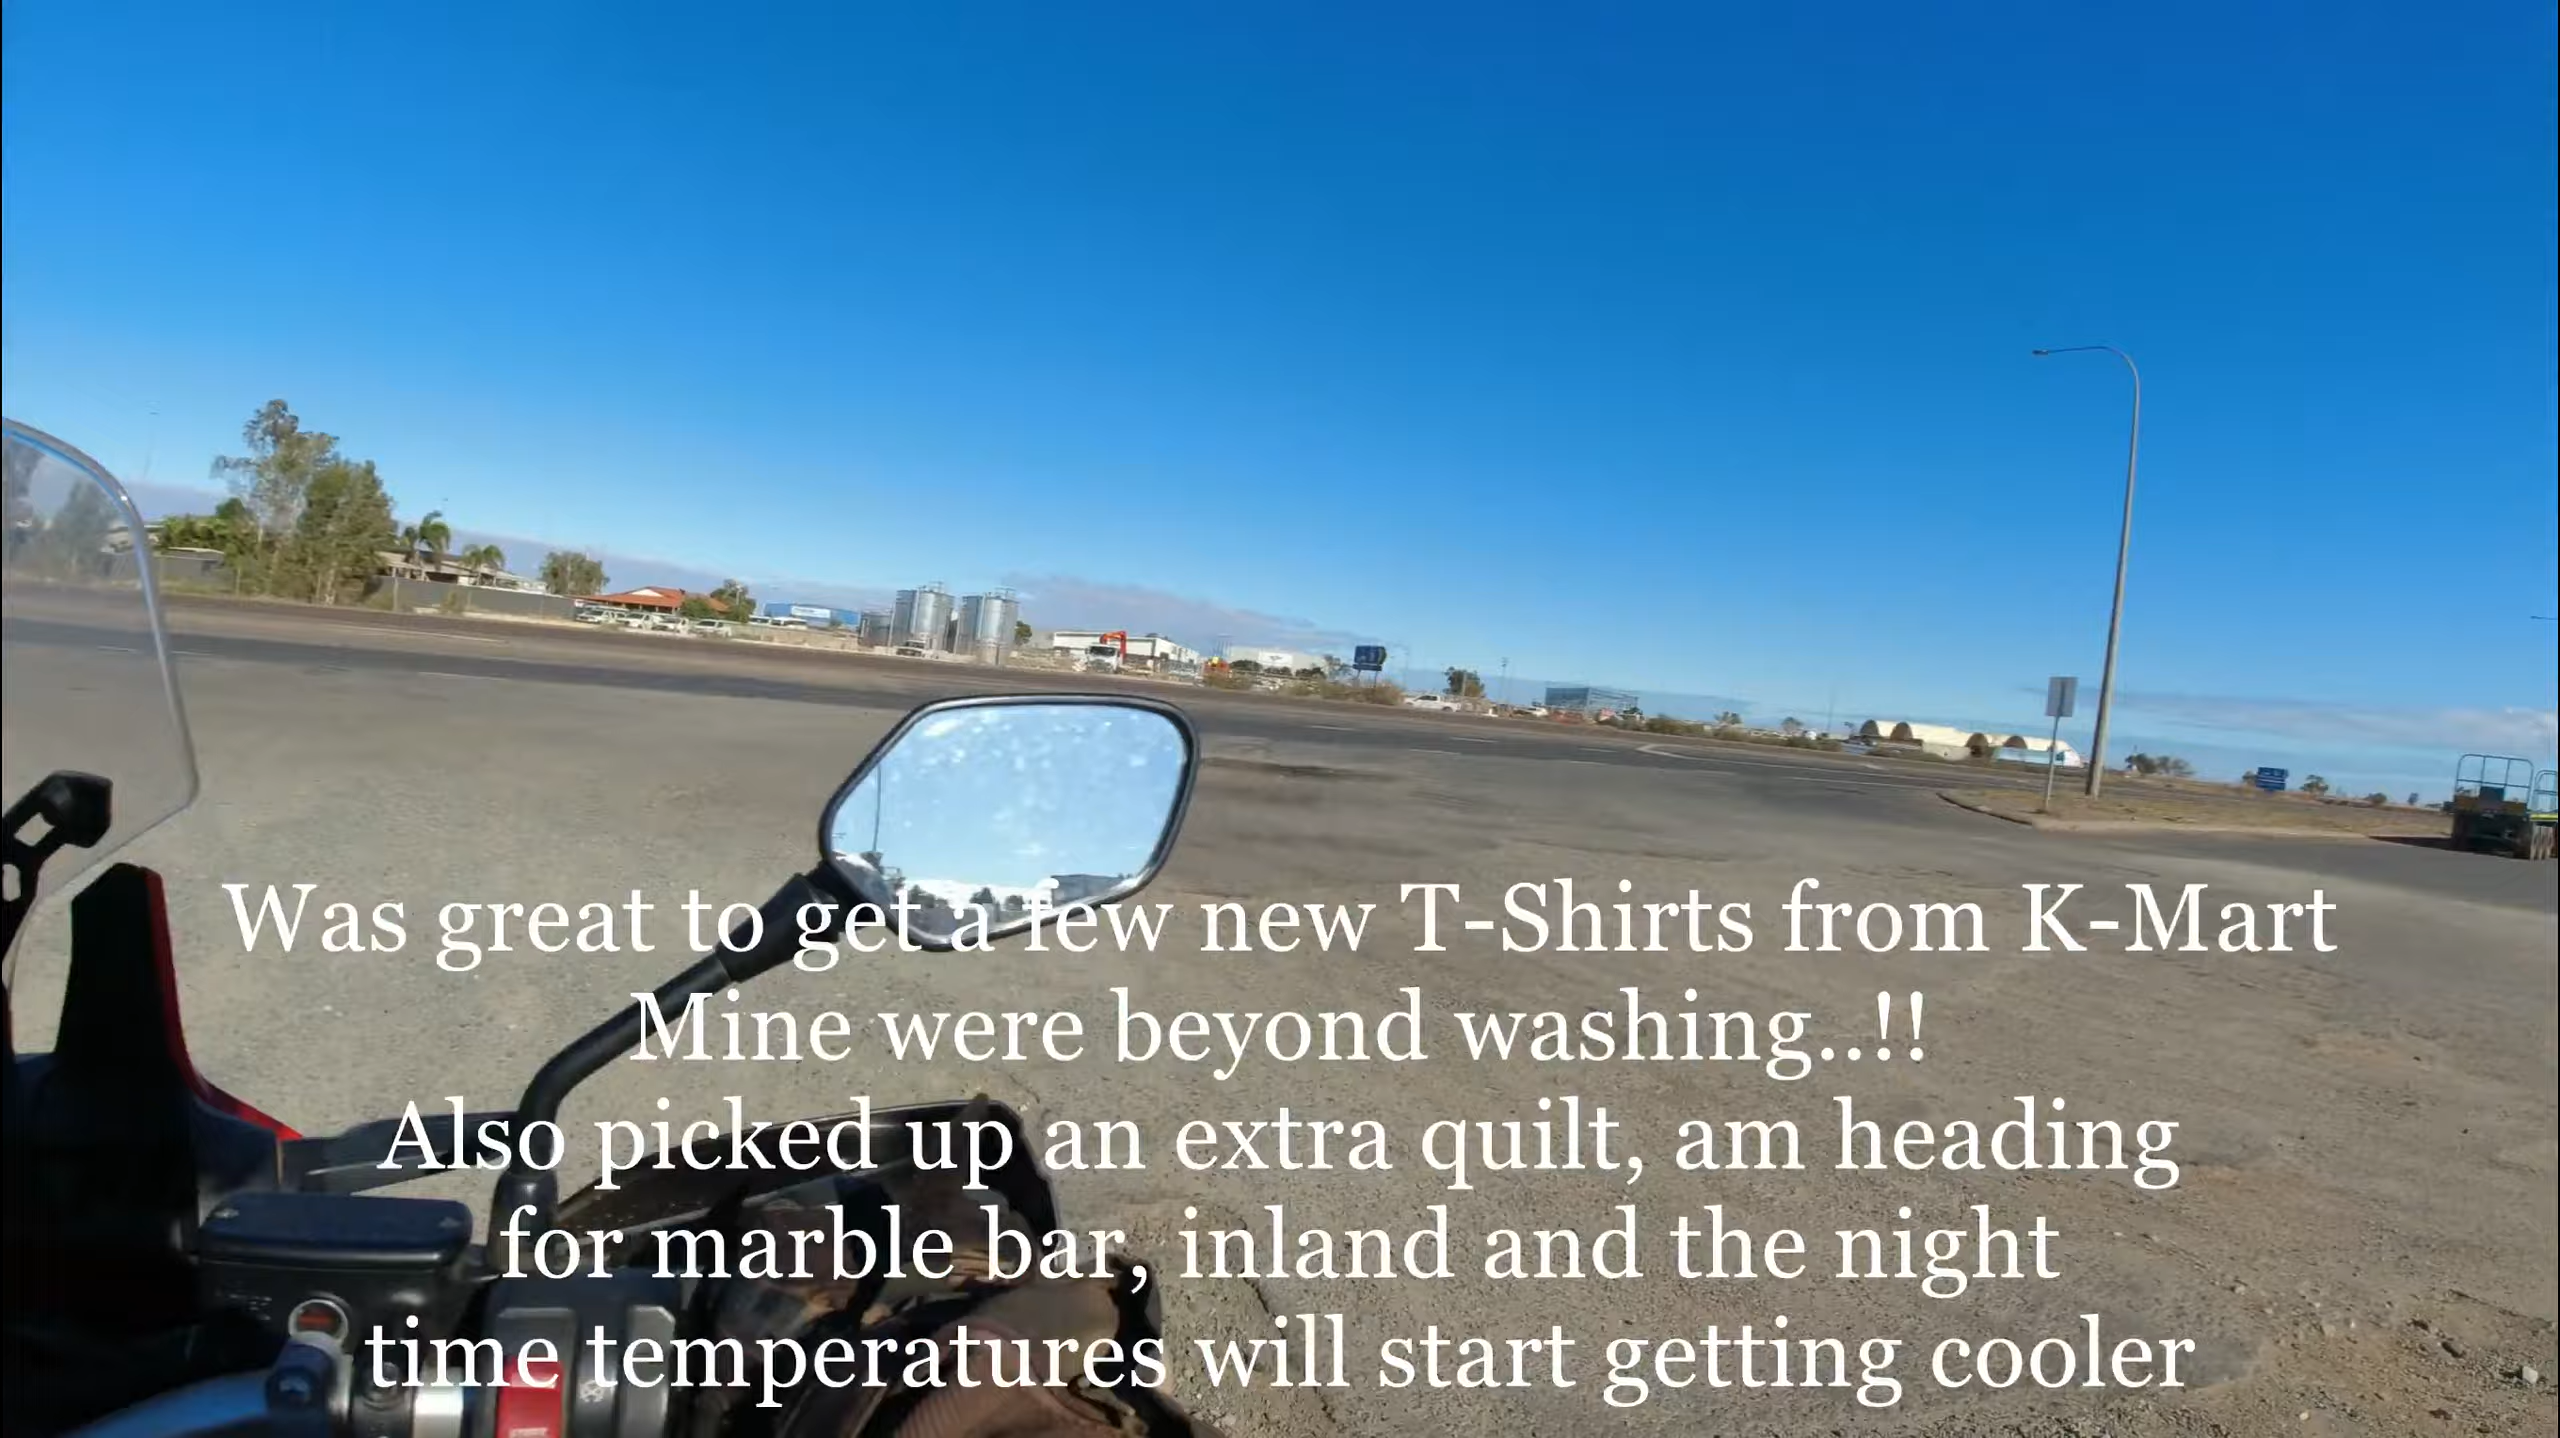 Was great to get a few new T-Shirts from K-Mart
Mine were beyond washing..!!
Also picked up an extra quilt, am heading
for marble bar, inland and the night
time temperatures will start getting cooler